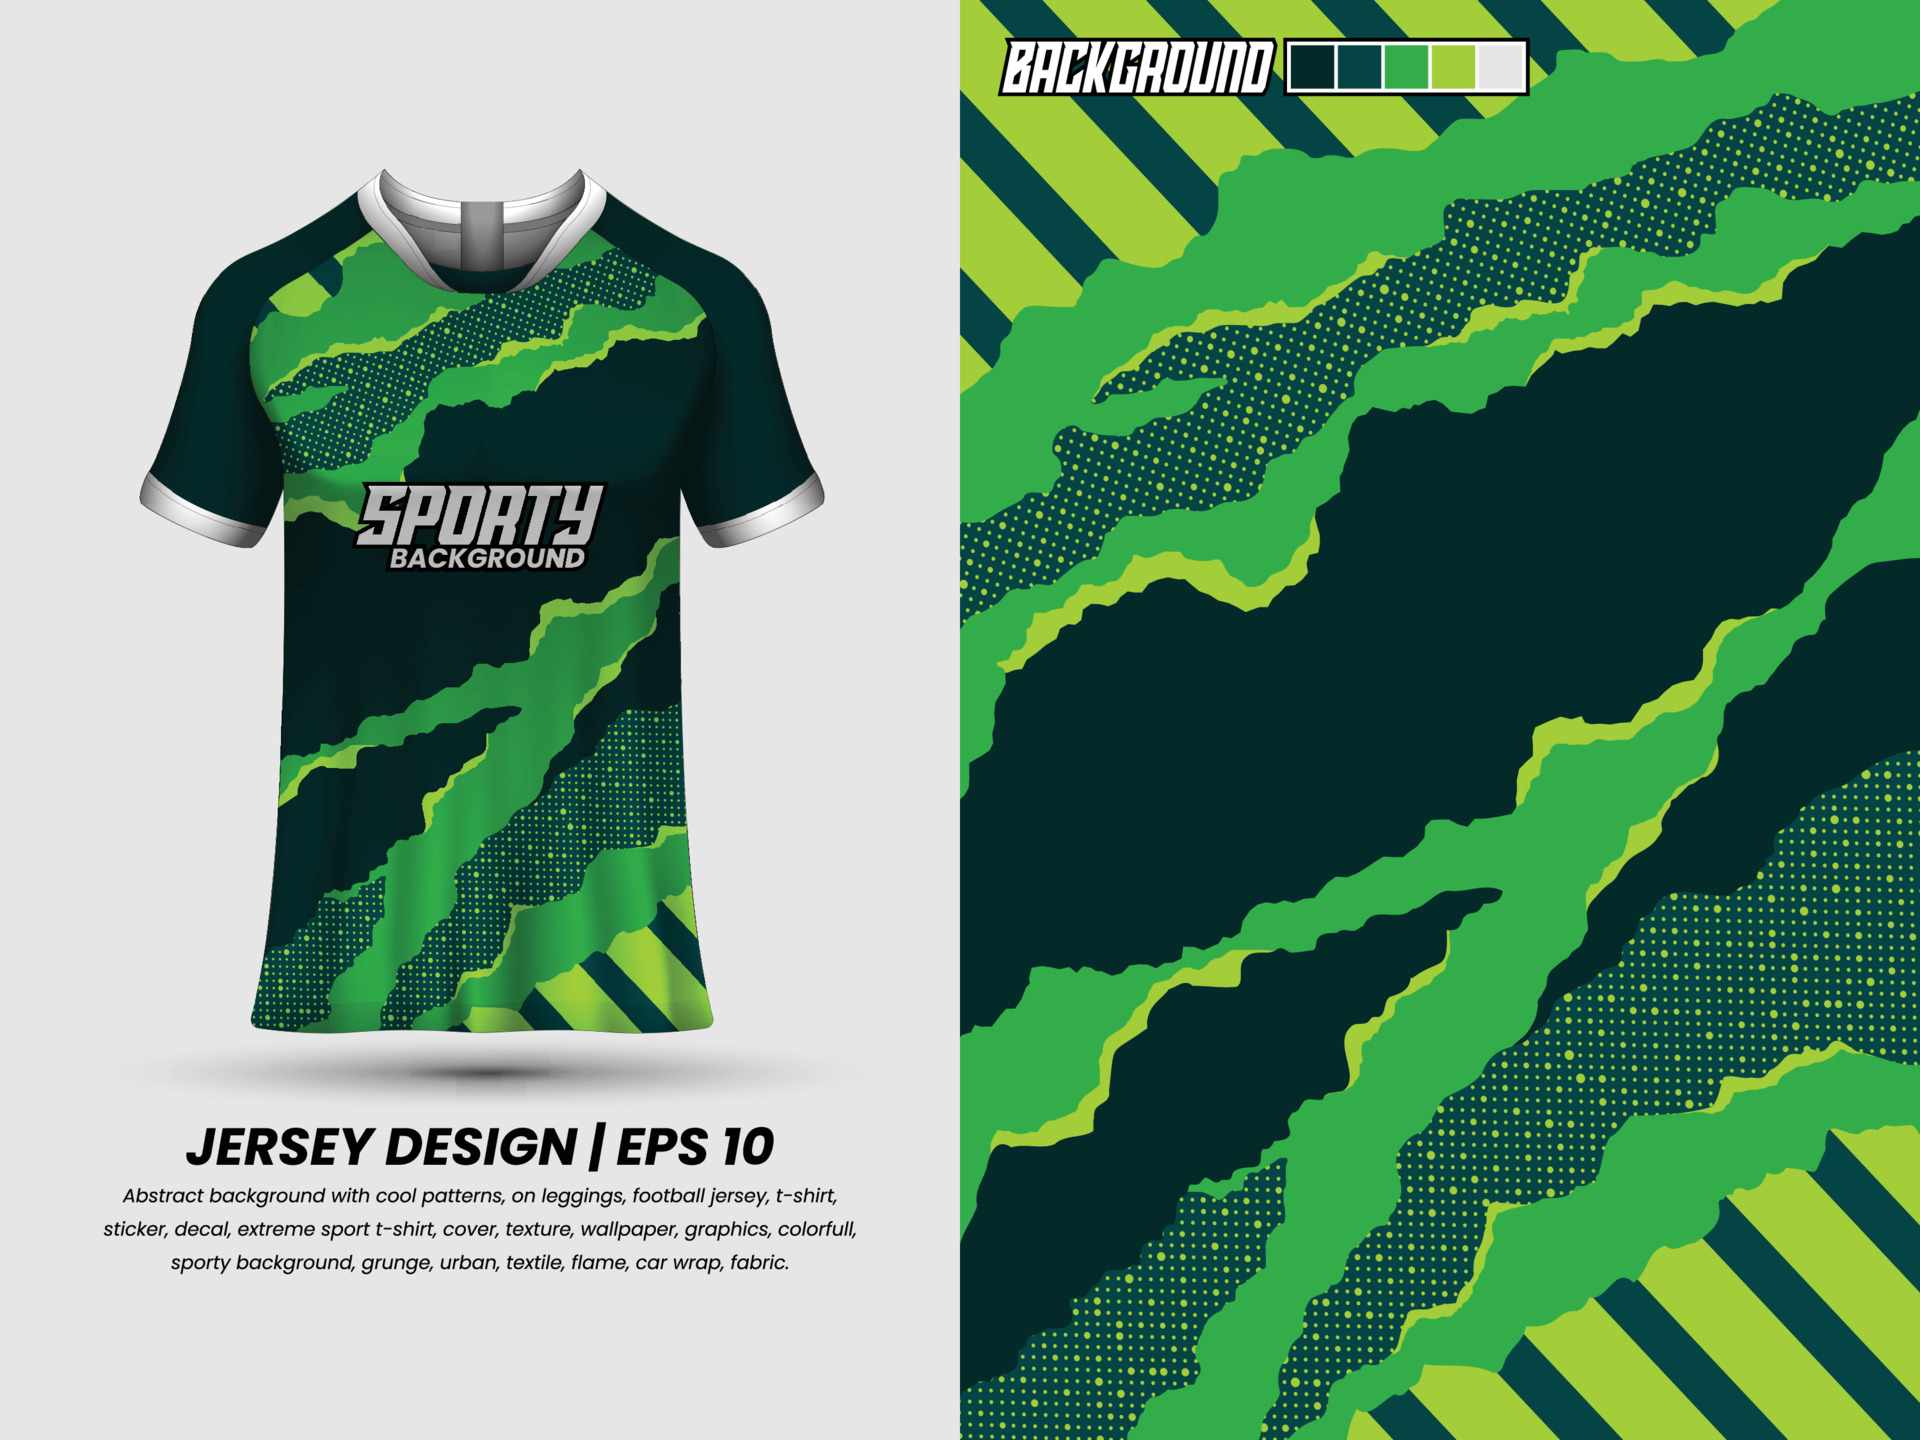 BACKGROUND
SPORTY
BACKGROUND
JERSEY DESIGN | EPS 10
Abstract background with cool patterns, on leggings, football jersey, t-shirt,
sticker, decal, extreme sport t-shirt, cover, texture, wallpaper, graphics, colorfull,
sporty background, grunge, urban, textile, flame, car wrap, fabric.